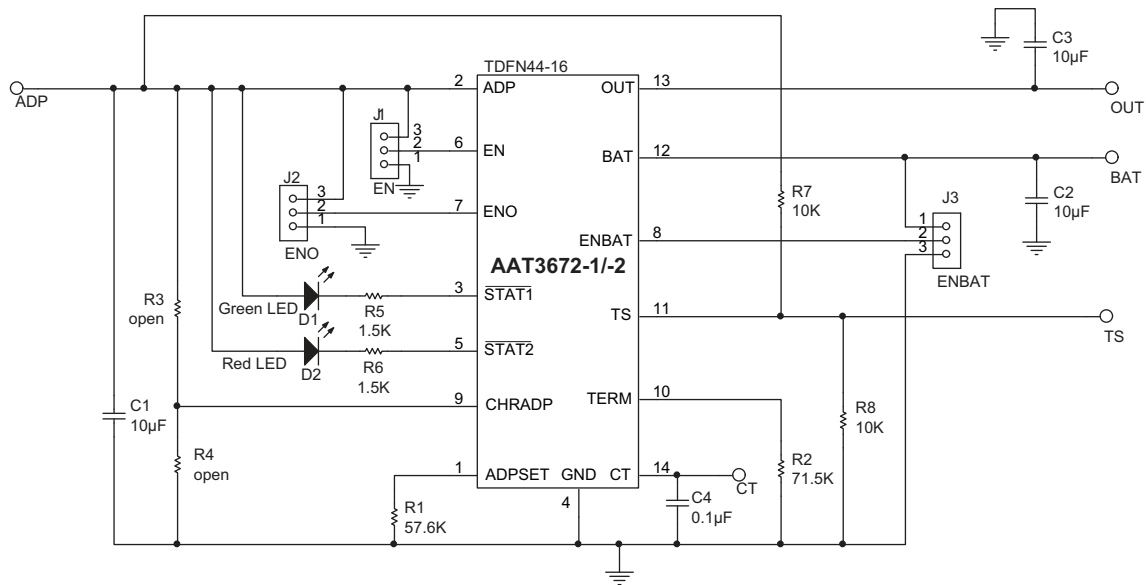 C3
10µF
TDFN44-16
ADP
2
ADP
OUT
13
OUT
J1
3
2
1
EN
6
EN
BAT
12
BAT
J2
3
2
1
ENO
7
ENO
R7
10K
C2
10µF
J3
1
2
3
ENBAT
ENBAT
8
AAT3672-1/-2
Green LED
D1
R5
1.5K
3
STAT1
R3
open
TS
11
TS
Red LED
D2
R6
1.5K
5
STAT2
C1
10µF
9
CHRADP
TERM
10
R8
10K
R4
open
R2
71.5K
1
ADPSET
GND
4
CT
14
CT
R1
57.6K
C4
0.1µF